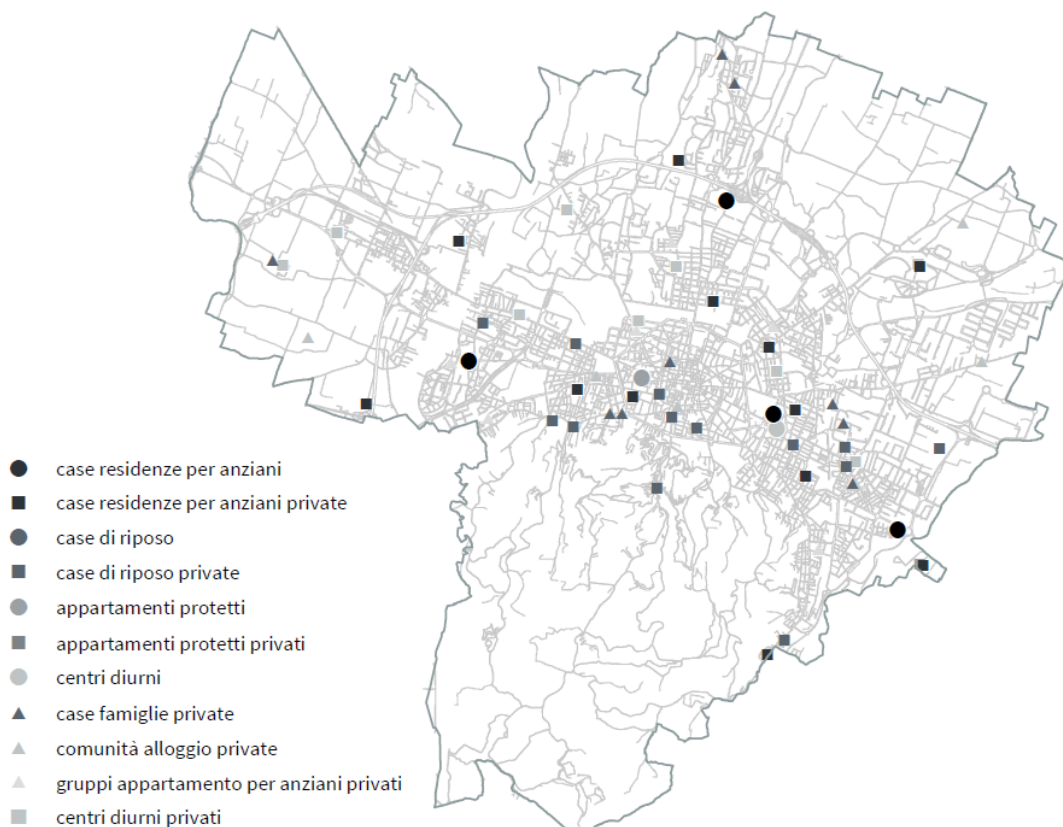 case residenze per anziani
case residenze per anziani private
case di riposo
case di riposo private
appartamenti protetti
appartamenti protetti privati
centri diurni
case famiglie private
comunità alloggio private
gruppi appartamento per anziani privati
centri diurni privati